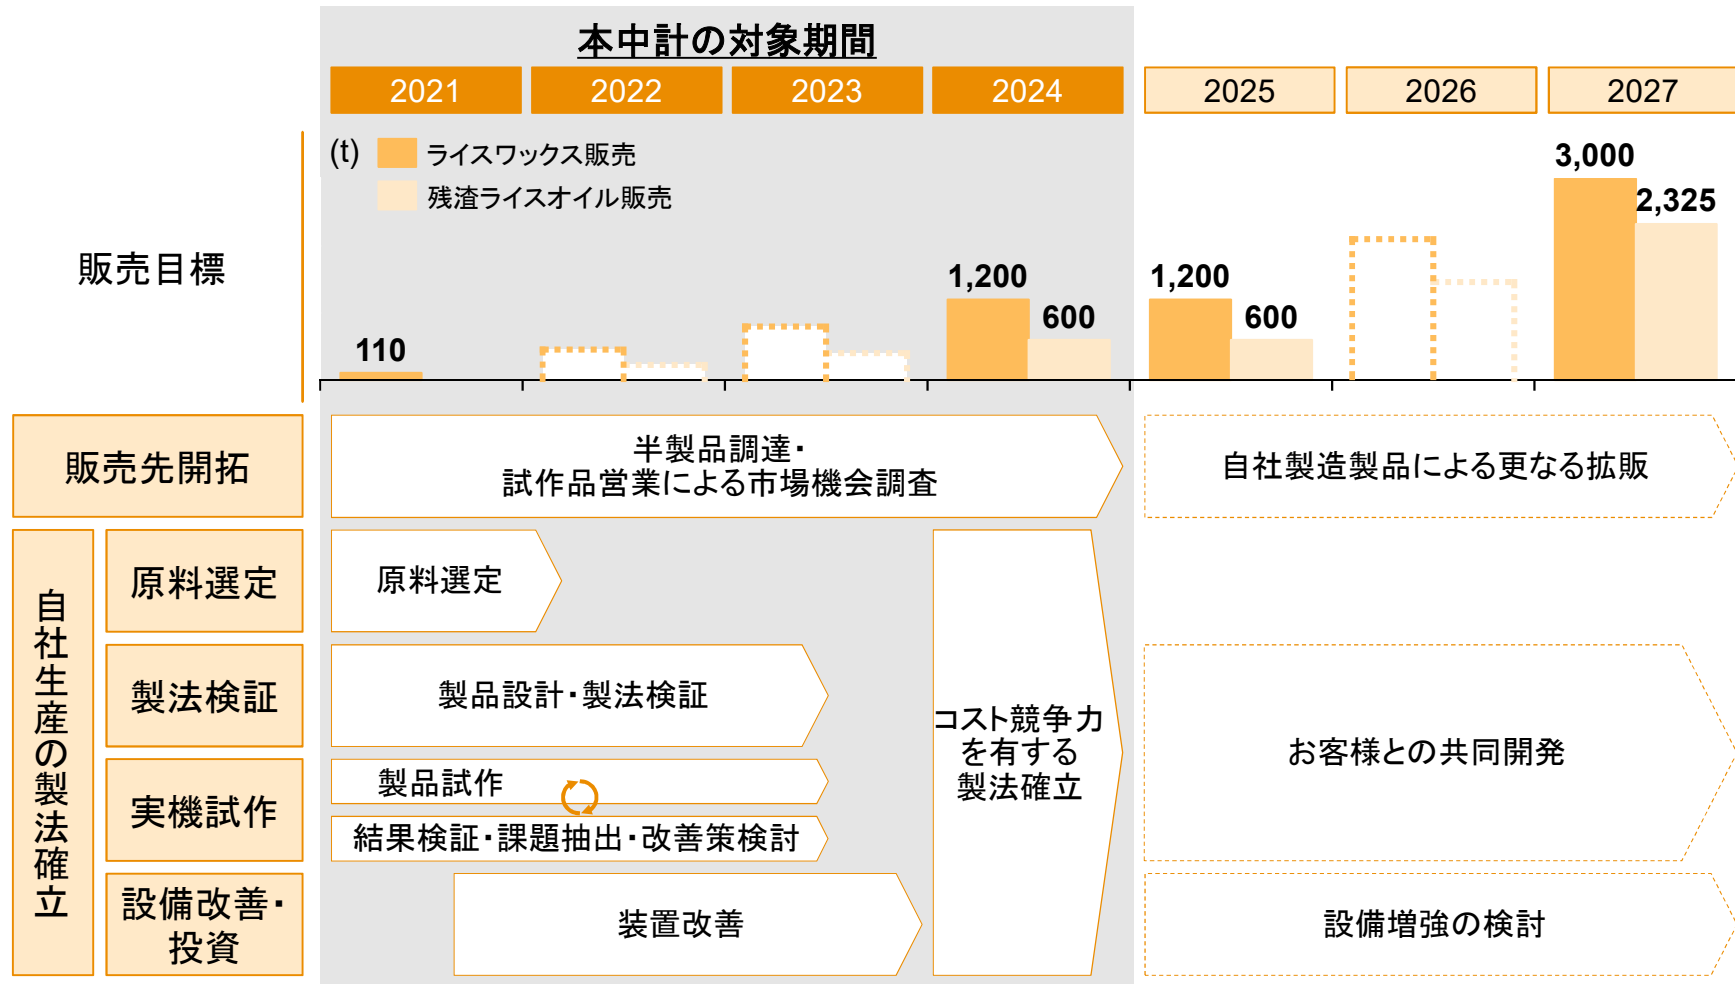 本中計の対象期間
2021
2022
2023
2024
2025
2026
2027
販売目標
(t)
ライスワックス販売
残渣ライスオイル販売
110
1,200
600
1,200
600
3,000
2,325
販売先開拓
半製品調達・
試作品営業による市場機会調査
自社製造製品による更なる拡販
自社生産の製法確立
原料選定
原料選定
製法検証
製品設計・製法検証
実機試作
製品試作
結果検証・課題抽出・改善策検討
設備改善・
投資
装置改善
コスト競争力
を有する
製法確立
お客様との共同開発
設備増強の検討